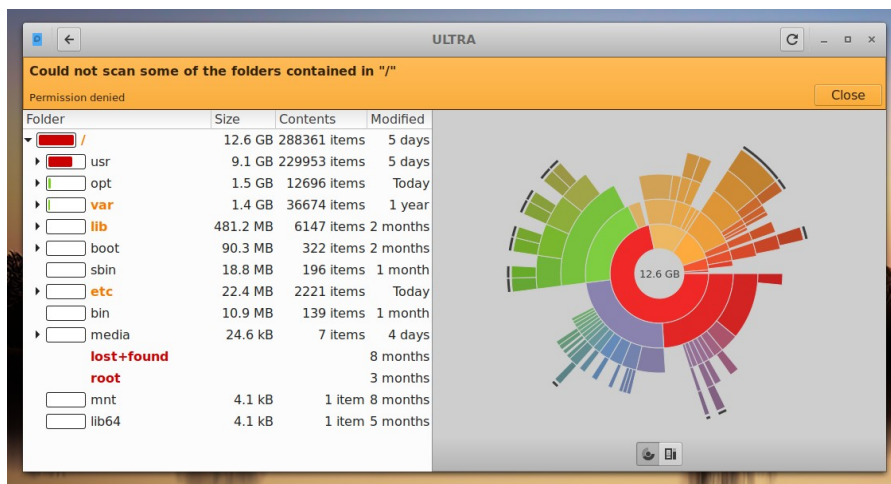 ULTRA
Could not scan some of the folders contained in "/"
Permission denied
Close
Folder Size Contents Modified
/ 12.6 GB 288361 items 5 days
usr 9.1 GB 229953 items 5 days
opt 1.5 GB 12696 items Today
var 1.4 GB 36674 items 1 year
lib 481.2 MB 6147 items 2 months
boot 90.3 MB 322 items 2 months
sbin 18.8 MB 196 items 1 month
etc 22.4 MB 2221 items Today
bin 10.9 MB 139 items 1 month
media 24.6 kB 7 items 4 days
lost+found 8 months
root 3 months
mnt 4.1 kB 1 item 8 months
lib64 4.1 kB 1 item 5 months
12.6 GB